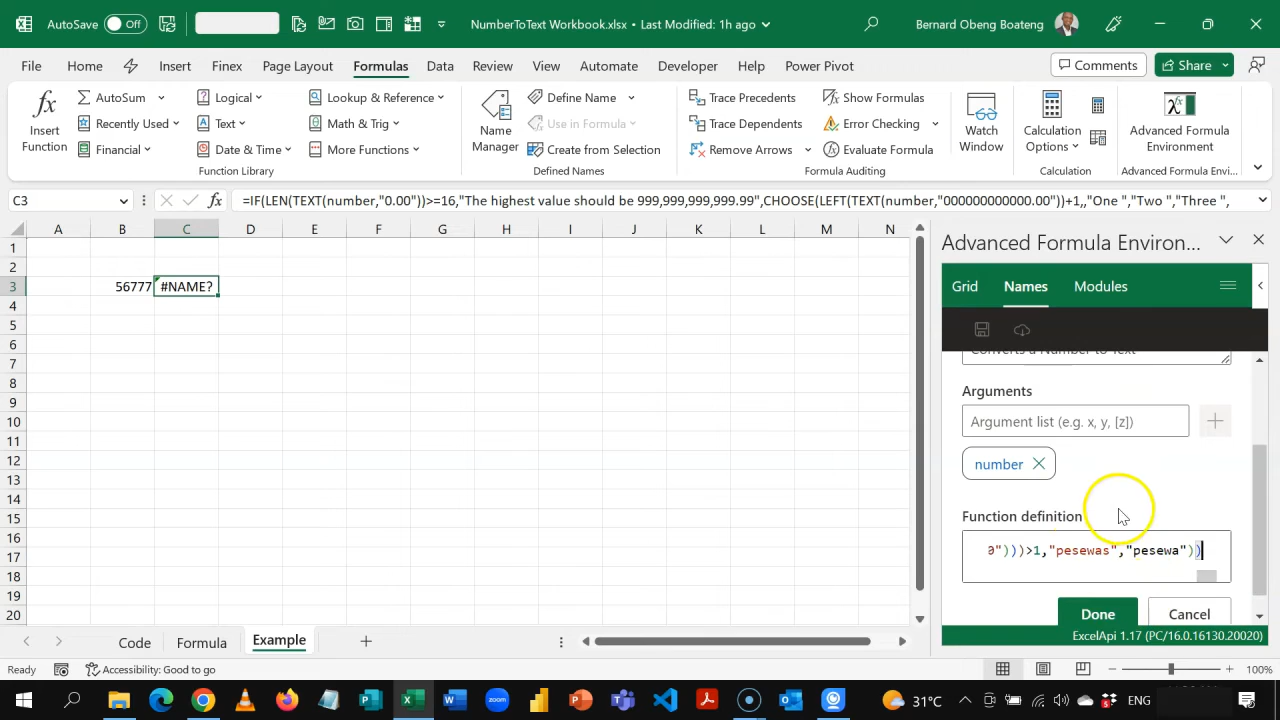 AutoSave Off NumberToText Workbook.xlsx • Last Modified: 1h ago Bernard Obeng Boateng
File Home Insert Finex Page Layout Formulas Data Review View Automate Developer Help Power Pivot Comments Share
Insert Function
AutoSum
Recently Used
Financial
Logical
Text
Date & Time
Lookup & Reference
Math & Trig
More Functions
Function Library
Name Manager
Define Name
Use in Formula
Create from Selection
Defined Names
Trace Precedents
Trace Dependents
Remove Arrows
Show Formulas
Error Checking
Evaluate Formula
Formula Auditing
Watch Window
Calculation Options
Calculation
Advanced Formula Environment
Advanced Formula Envi...
C3 fx =IF(LEN(TEXT(number,"0.00"))>=16,"The highest value should be 999,999,999,999.99",CHOOSE(LEFT(TEXT(number,"000000000000.00"))+1,,"One ","Two ","Three ",
A B C D E F G H I J K L M N
1
2
3 56777 #NAME?
4
5
6
7
8
9
10
11
12
13
14
15
16
17
18
19
20
Advanced Formula Environ...
Grid Names Modules
Converts a Number to Text
Arguments
Argument list (e.g. x, y, [z])
number
Function definition
0")))>1,"pesewas","pesewa"))
Done Cancel
ExcelApi 1.17 (PC/16.0.16130.20020)
Code Formula Example
Ready Accessibility: Good to go 100%
31°C ENG